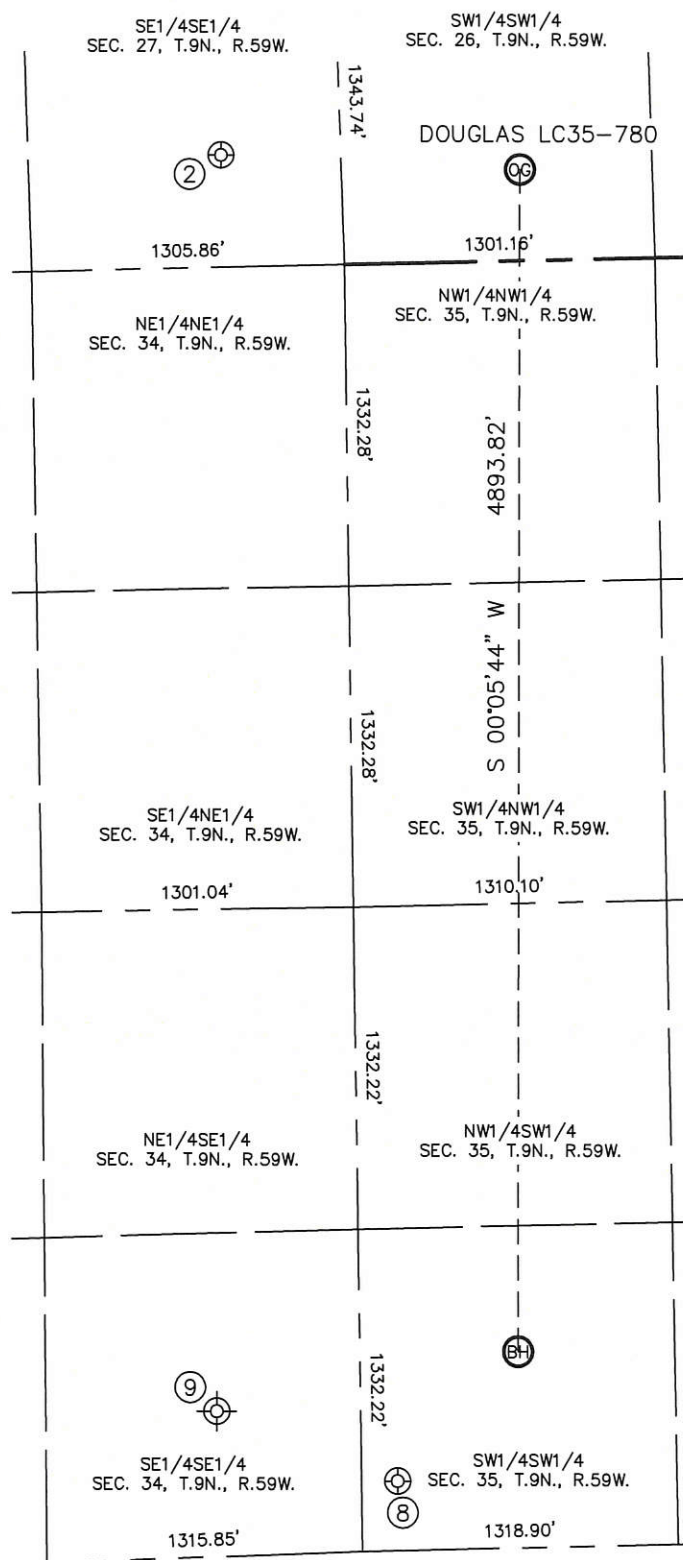 SE1/4SE1/4
SEC. 27, T.9N., R.59W.
SW1/4SW1/4
SEC. 26, T.9N., R.59W.
1343.74'
DOUGLAS LC35-780
OG
2
1305.86'
1301.16'
NE1/4NE1/4
SEC. 34, T.9N., R.59W.
NW1/4NW1/4
SEC. 35, T.9N., R.59W.
1332.28'
4893.82'
S 00°05'44" W
1332.28'
SE1/4NE1/4
SEC. 34, T.9N., R.59W.
SW1/4NW1/4
SEC. 35, T.9N., R.59W.
1301.04'
1310.10'
1332.22'
NE1/4SE1/4
SEC. 34, T.9N., R.59W.
NW1/4SW1/4
SEC. 35, T.9N., R.59W.
BH
1332.22'
9
SE1/4SE1/4
SEC. 34, T.9N., R.59W.
SW1/4SW1/4
SEC. 35, T.9N., R.59W.
8
1315.85'
1318.90'